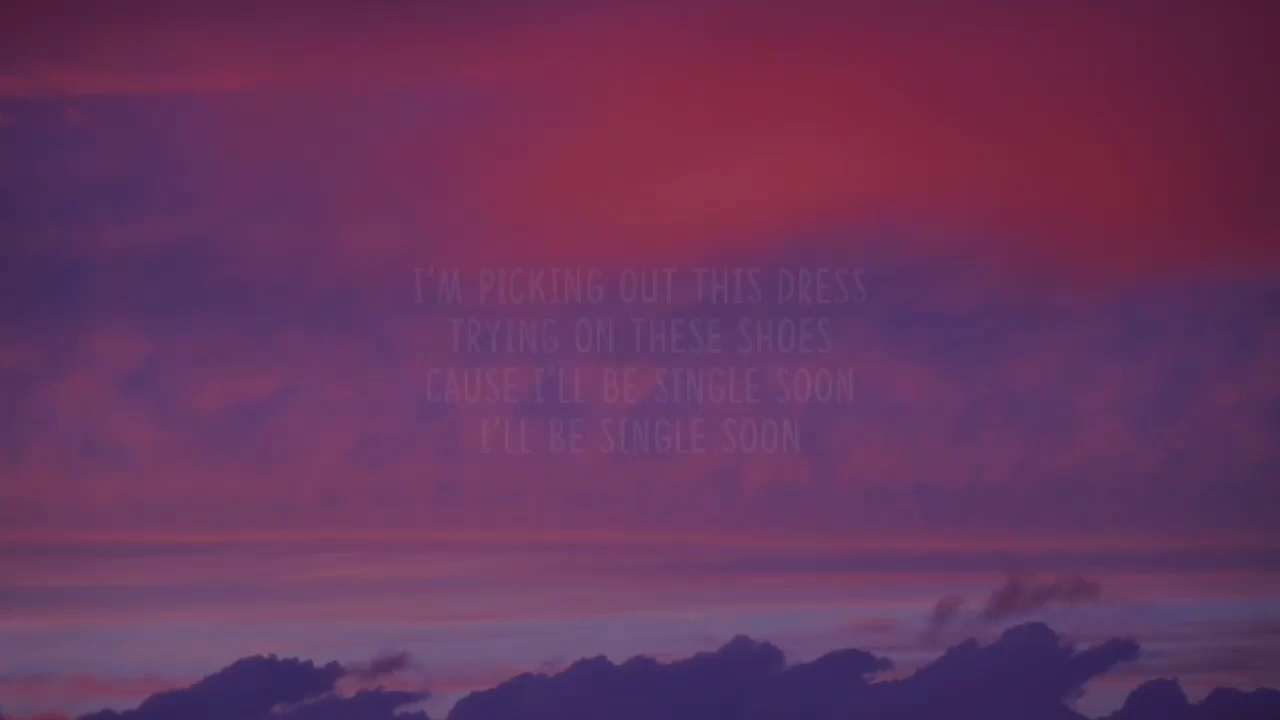 I'M PICKING OUT THIS DRESS
TRYING ON THESE SHOES
CAUSE I'LL BE SINGLE SOON
I'LL BE SINGLE SOON